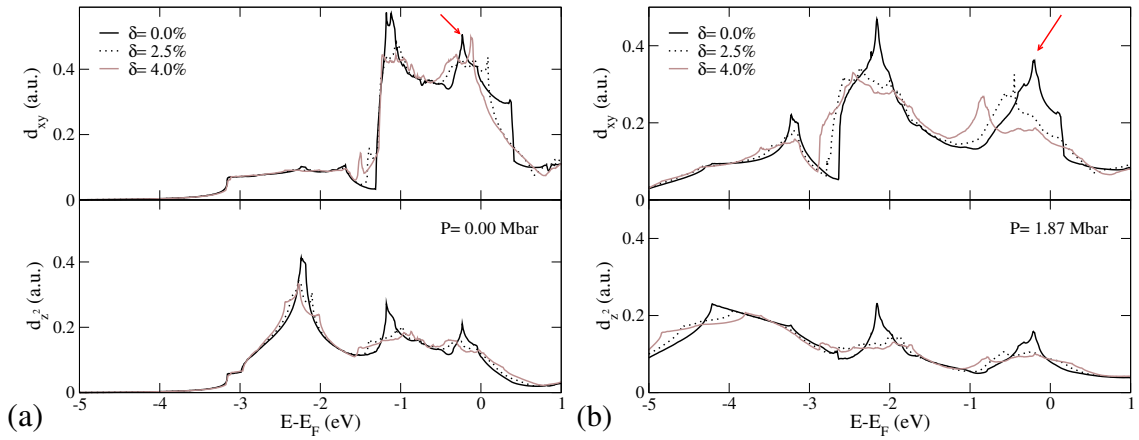 δ= 0.0%
δ= 2.5%
δ= 4.0%
0.4
0.2
0
d_xy (a.u.)
P= 0.00 Mbar
0.4
0.2
0
d_z² (a.u.)
-5 -4 -3 -2 -1 0 1
E-E_F (eV)
(a)
δ= 0.0%
δ= 2.5%
δ= 4.0%
0.4
0.2
0
d_xy (a.u.)
P= 1.87 Mbar
0.4
0.2
0
d_z² (a.u.)
-5 -4 -3 -2 -1 0 1
E-E_F (eV)
(b)